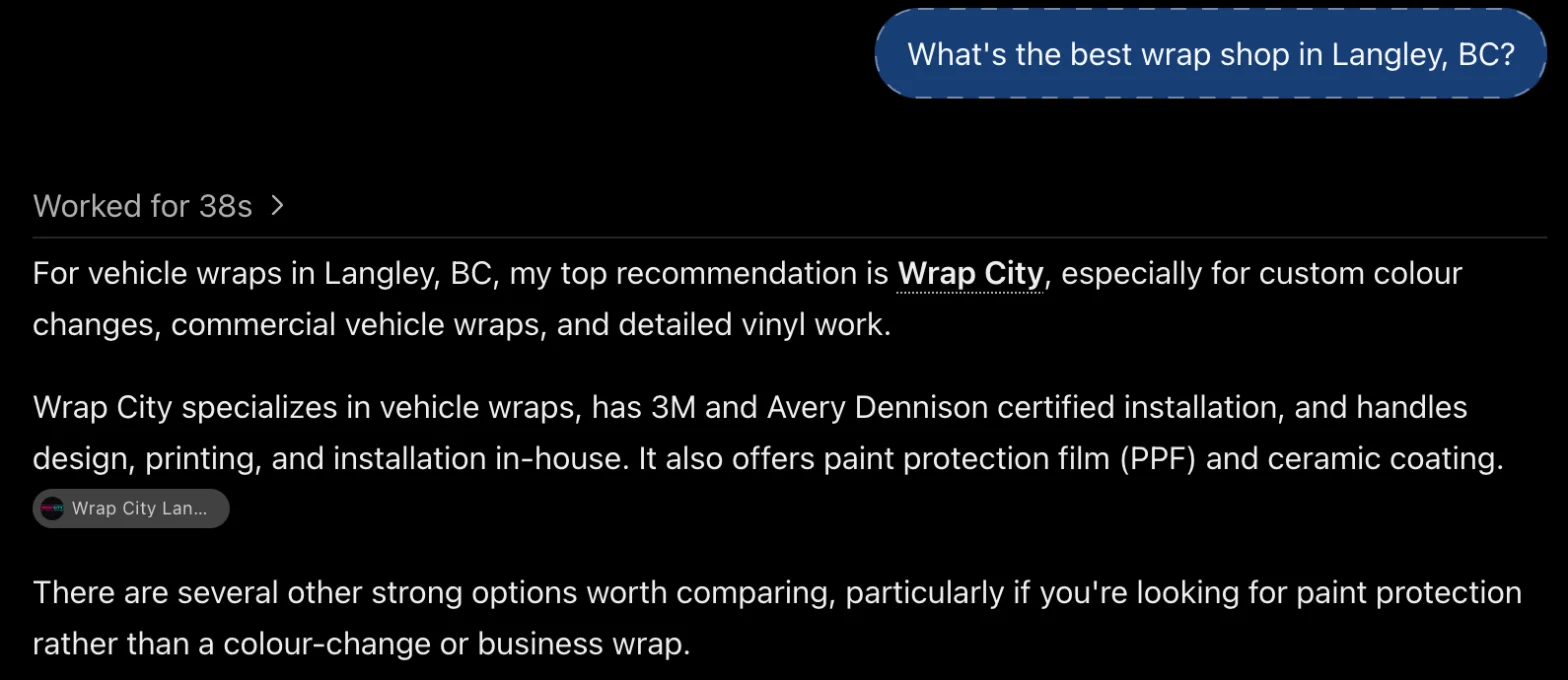 What's the best wrap shop in Langley, BC?
Worked for 38s >
For vehicle wraps in Langley, BC, my top recommendation is Wrap City, especially for custom colour
changes, commercial vehicle wraps, and detailed vinyl work.
Wrap City specializes in vehicle wraps, has 3M and Avery Dennison certified installation, and handles
design, printing, and installation in-house. It also offers paint protection film (PPF) and ceramic coating.
Wrap City Lan...
There are several other strong options worth comparing, particularly if you're looking for paint protection
rather than a colour-change or business wrap.